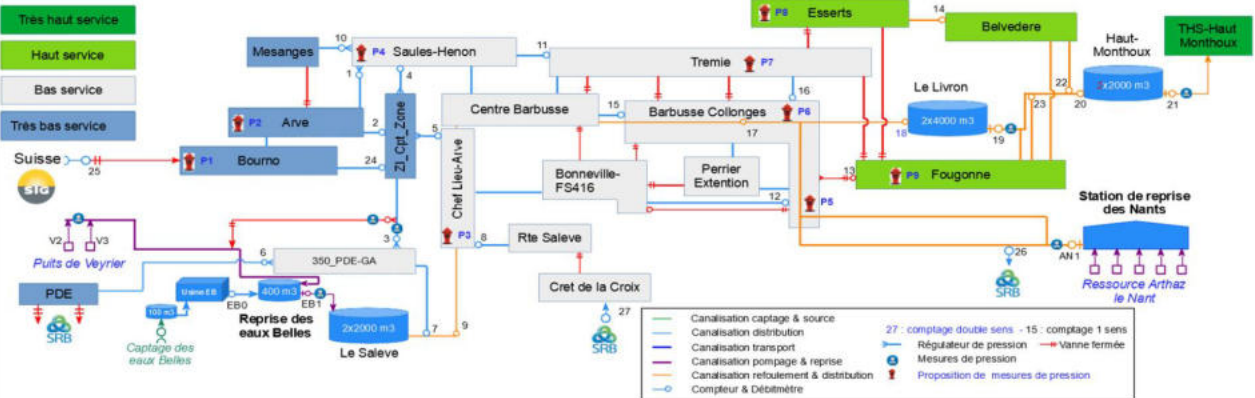 Très haut service
Haut service
Bas service
Très bas service
Suisse
SIG
25
P1
Bourno
24
P2
Arve
2
Mesanges
10
P4
Saules-Henon
11
1
4
ZI_Cpt_Zone
5
Centre Barbusse
15
Chef Lieu-Arve
P3
8
Rte Saleve
Cret de la Croix
27
SRB
Tremie
P7
16
Barbusse Collonges
P6
17
Bonneville-
FS416
Perrier
Extention
12
P5
13
P8
Esserts
14
Belvedere
Haut-
Monthoux
2x2000 m3
THS-Haut
Monthoux
22
23
20
21
Le Livron
2x4000 m3
18
19
P9
Fougonne
Station de reprise
des Nants
26
SRB
AN 1
Ressource Arthaz
le Nant
V2
V3
Puits de Veyrier
3
6
350_PDE-GA
PDE
SRB
Usine EB
100 m3
EB0
400 m3
EB1
Captage des
eaux Belles
Reprise des
eaux Belles
2x2000 m3
Le Saleve
7
9
Canalisation captage & source
Canalisation distribution
Canalisation transport
Canalisation pompage & reprise
Canalisation refoulement & distribution
Compteur & Débitmètre
27 : comptage double sens - 15 : comptage 1 sens
Régulateur de pression
Vanne fermée
Mesures de pression
Proposition de mesures de pression